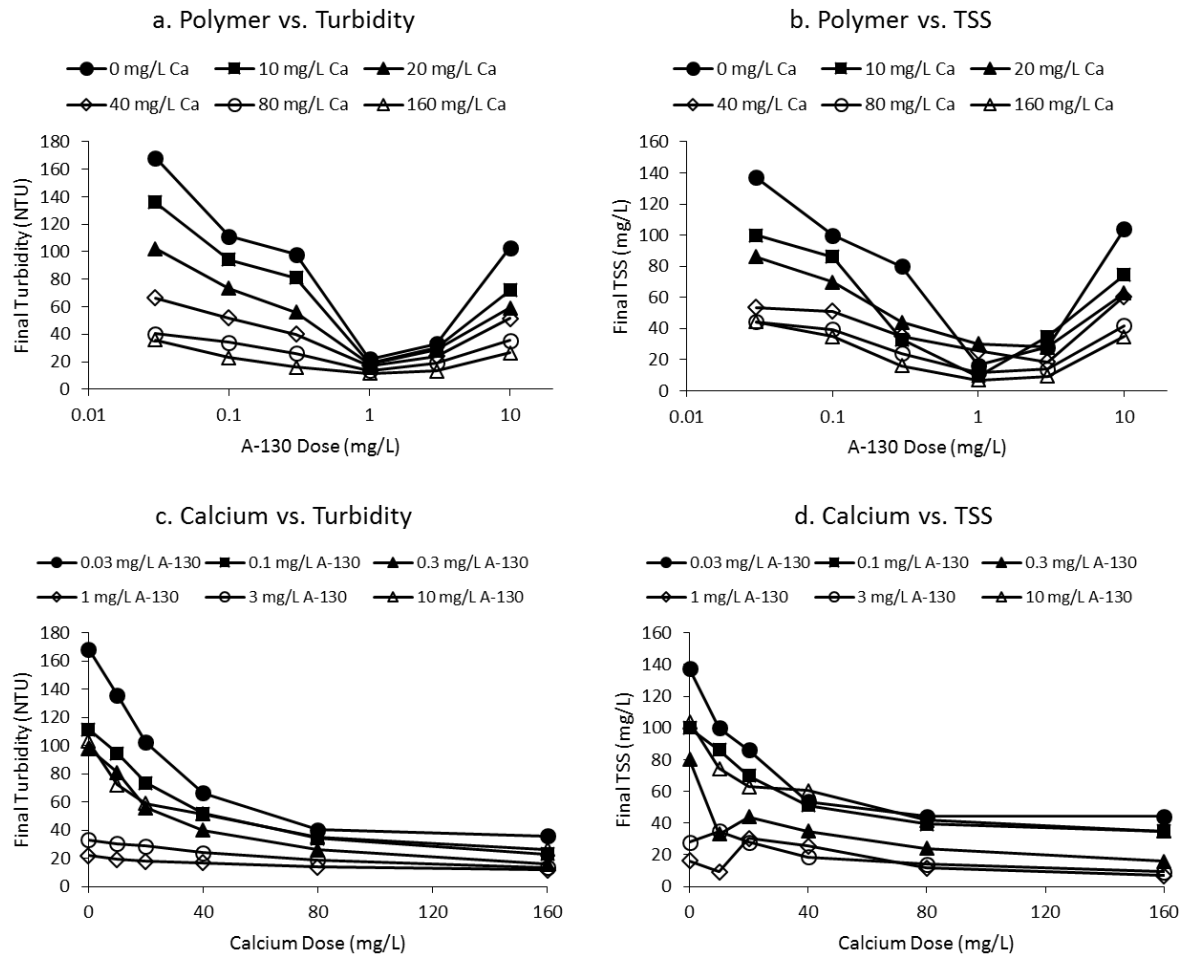 a. Polymer vs. Turbidity
0 mg/L Ca 10 mg/L Ca 20 mg/L Ca
40 mg/L Ca 80 mg/L Ca 160 mg/L Ca
Final Turbidity (NTU)
180
160
140
120
100
80
60
40
20
0
0.01 0.1 1 10
A-130 Dose (mg/L)
b. Polymer vs. TSS
0 mg/L Ca 10 mg/L Ca 20 mg/L Ca
40 mg/L Ca 80 mg/L Ca 160 mg/L Ca
Final TSS (mg/L)
160
140
120
100
80
60
40
20
0
0.01 0.1 1 10
A-130 Dose (mg/L)
c. Calcium vs. Turbidity
0.03 mg/L A-130 0.1 mg/L A-130 0.3 mg/L A-130
1 mg/L A-130 3 mg/L A-130 10 mg/L A-130
Final Turbidity (NTU)
180
160
140
120
100
80
60
40
20
0
0 40 80 120 160
Calcium Dose (mg/L)
d. Calcium vs. TSS
0.03 mg/L A-130 0.1 mg/L A-130 0.3 mg/L A-130
1 mg/L A-130 3 mg/L A-130 10 mg/L A-130
Final TSS (mg/L)
160
140
120
100
80
60
40
20
0
0 40 80 120 160
Calcium Dose (mg/L)